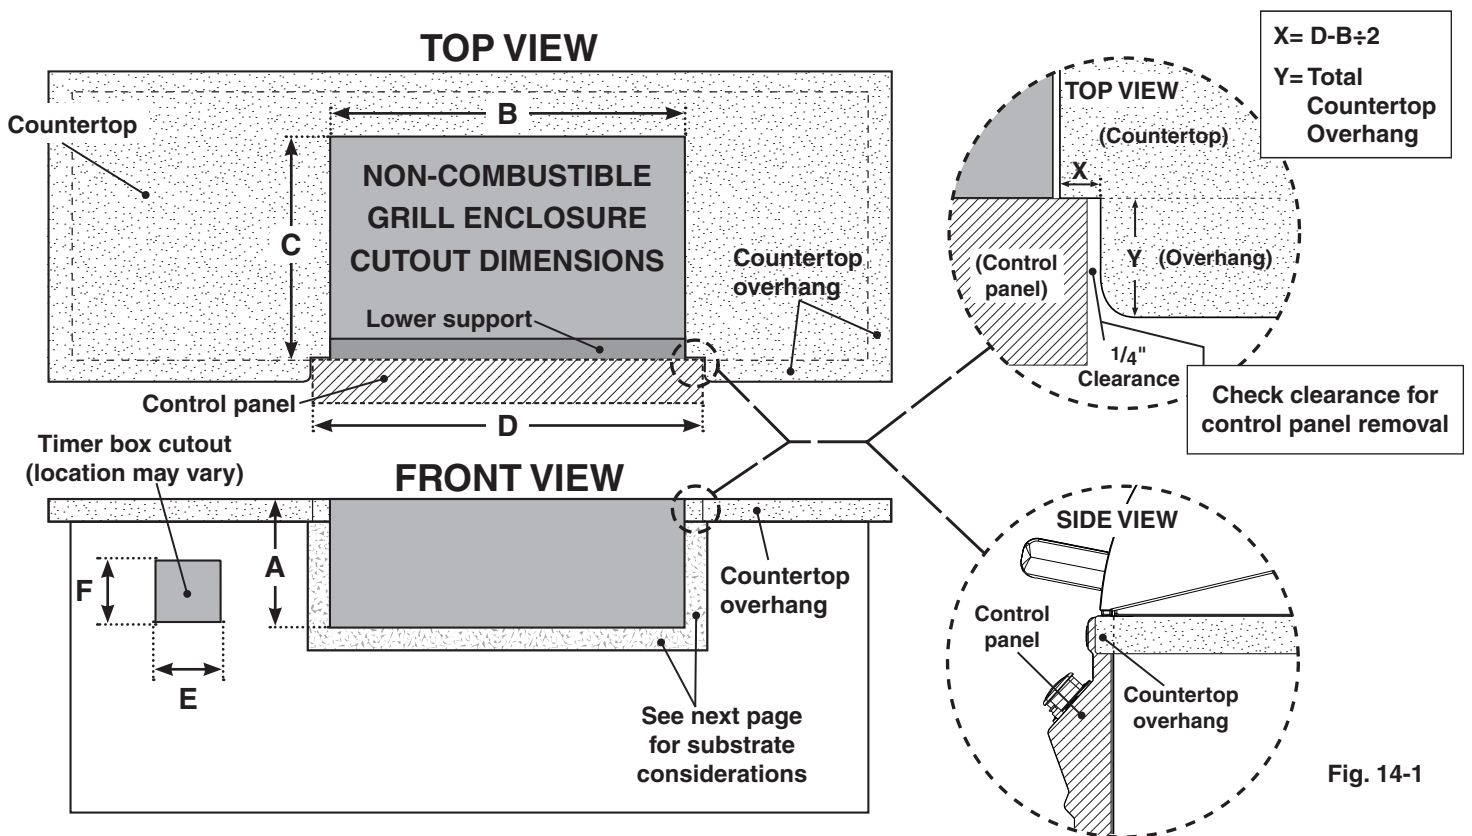 TOP VIEW
Countertop
B
C
NON-COMBUSTIBLE
GRILL ENCLOSURE
CUTOUT DIMENSIONS
Countertop
overhang
Lower support
Control panel
D
X= D-B÷2
Y= Total
Countertop
Overhang
TOP VIEW
(Countertop)
X
(Control
panel)
Y
(Overhang)
1/4"
Clearance
Check clearance for
control panel removal
Timer box cutout
(location may vary)
FRONT VIEW
A
F
E
Countertop
overhang
See next page
for substrate
considerations
SIDE VIEW
Control
panel
Countertop
overhang
Fig. 14-1